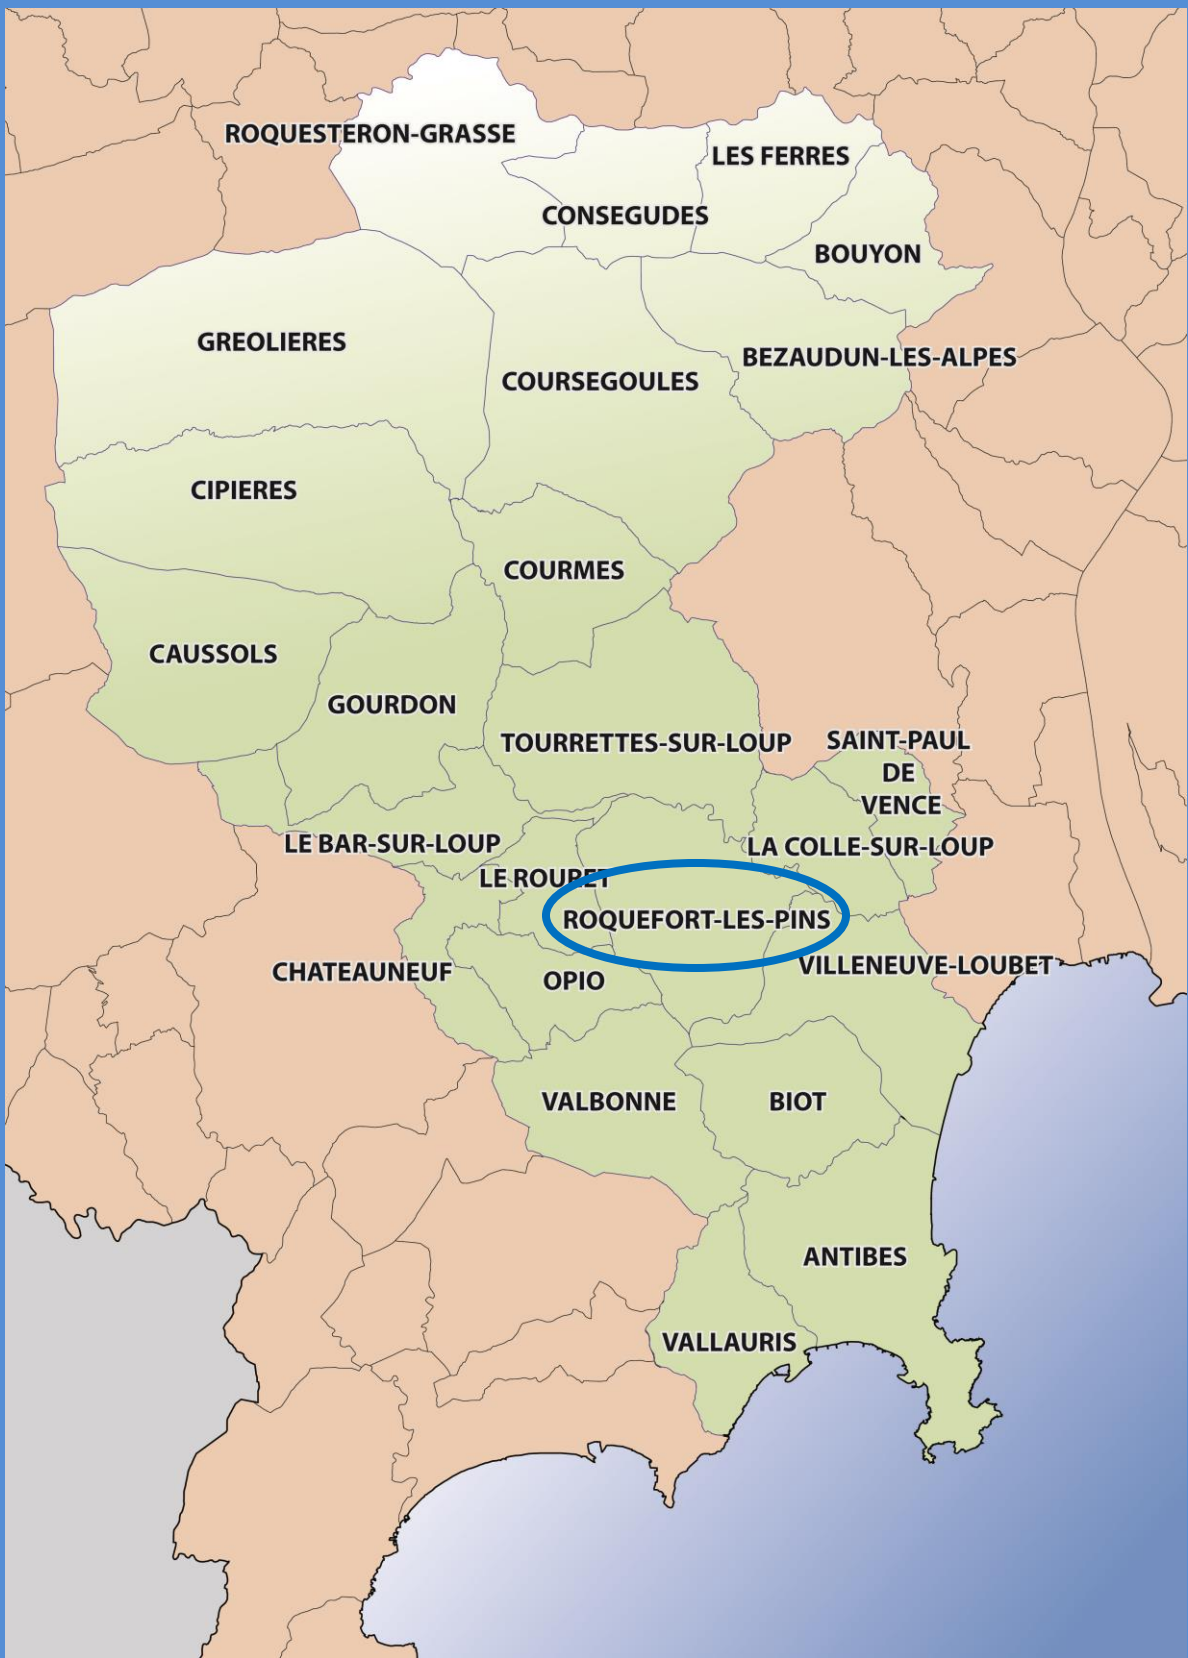 ROQUESTERON-GRASSE
LES FERRES
CONSEGUDES
BOUYON
GREOLIERES
BEZAUDUN-LES-ALPES
COURSEGOULES
CIPIERES
COURMES
CAUSSOLS
GOURDON
TOURRETTES-SUR-LOUP
SAINT-PAUL
DE
VENCE
LE BAR-SUR-LOUP
LA COLLE-SUR-LOUP
LE ROURET
ROQUEFORT-LES-PINS
CHATEAUNEUF
OPIO
VILLENEUVE-LOUBET
VALBONNE
BIOT
ANTIBES
VALLAURIS